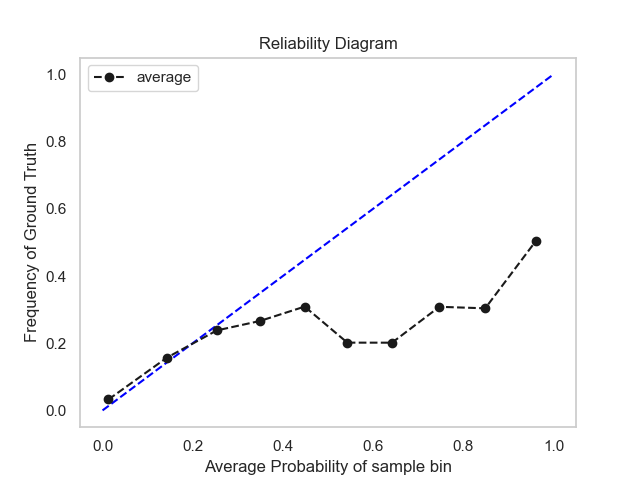 Reliability Diagram
average
1.0
0.8
0.6
0.4
0.2
0.0
Frequency of Ground Truth
0.0 0.2 0.4 0.6 0.8 1.0
Average Probability of sample bin